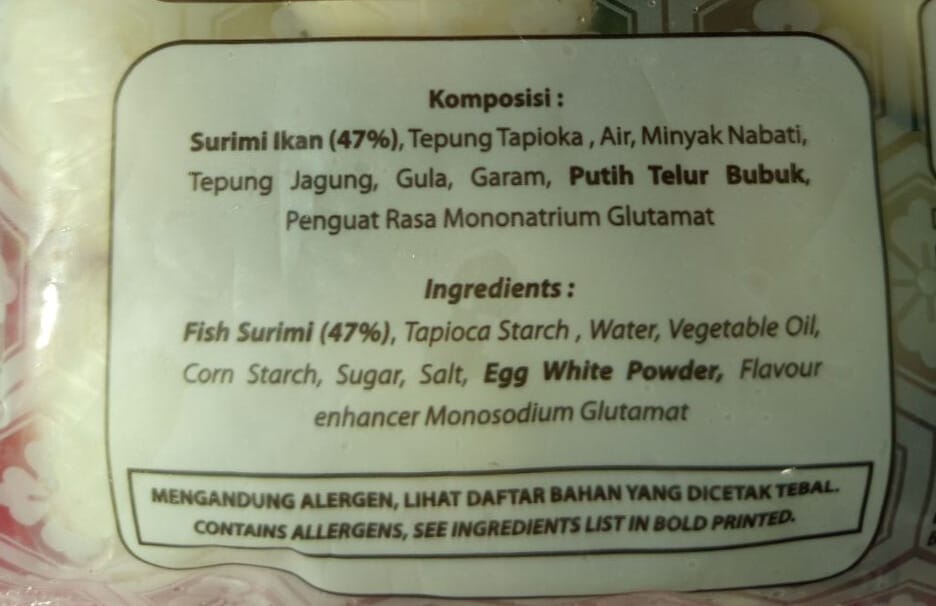 Komposisi :
Surimi Ikan (47%), Tepung Tapioka , Air, Minyak Nabati,
Tepung Jagung, Gula, Garam, Putih Telur Bubuk,
Penguat Rasa Mononatrium Glutamat
Ingredients :
Fish Surimi (47%), Tapioca Starch , Water, Vegetable Oil,
Corn Starch, Sugar, Salt, Egg White Powder, Flavour
enhancer Monosodium Glutamat
MENGANDUNG ALERGEN, LIHAT DAFTAR BAHAN YANG DICETAK TEBAL.
CONTAINS ALLERGENS, SEE INGREDIENTS LIST IN BOLD PRINTED.